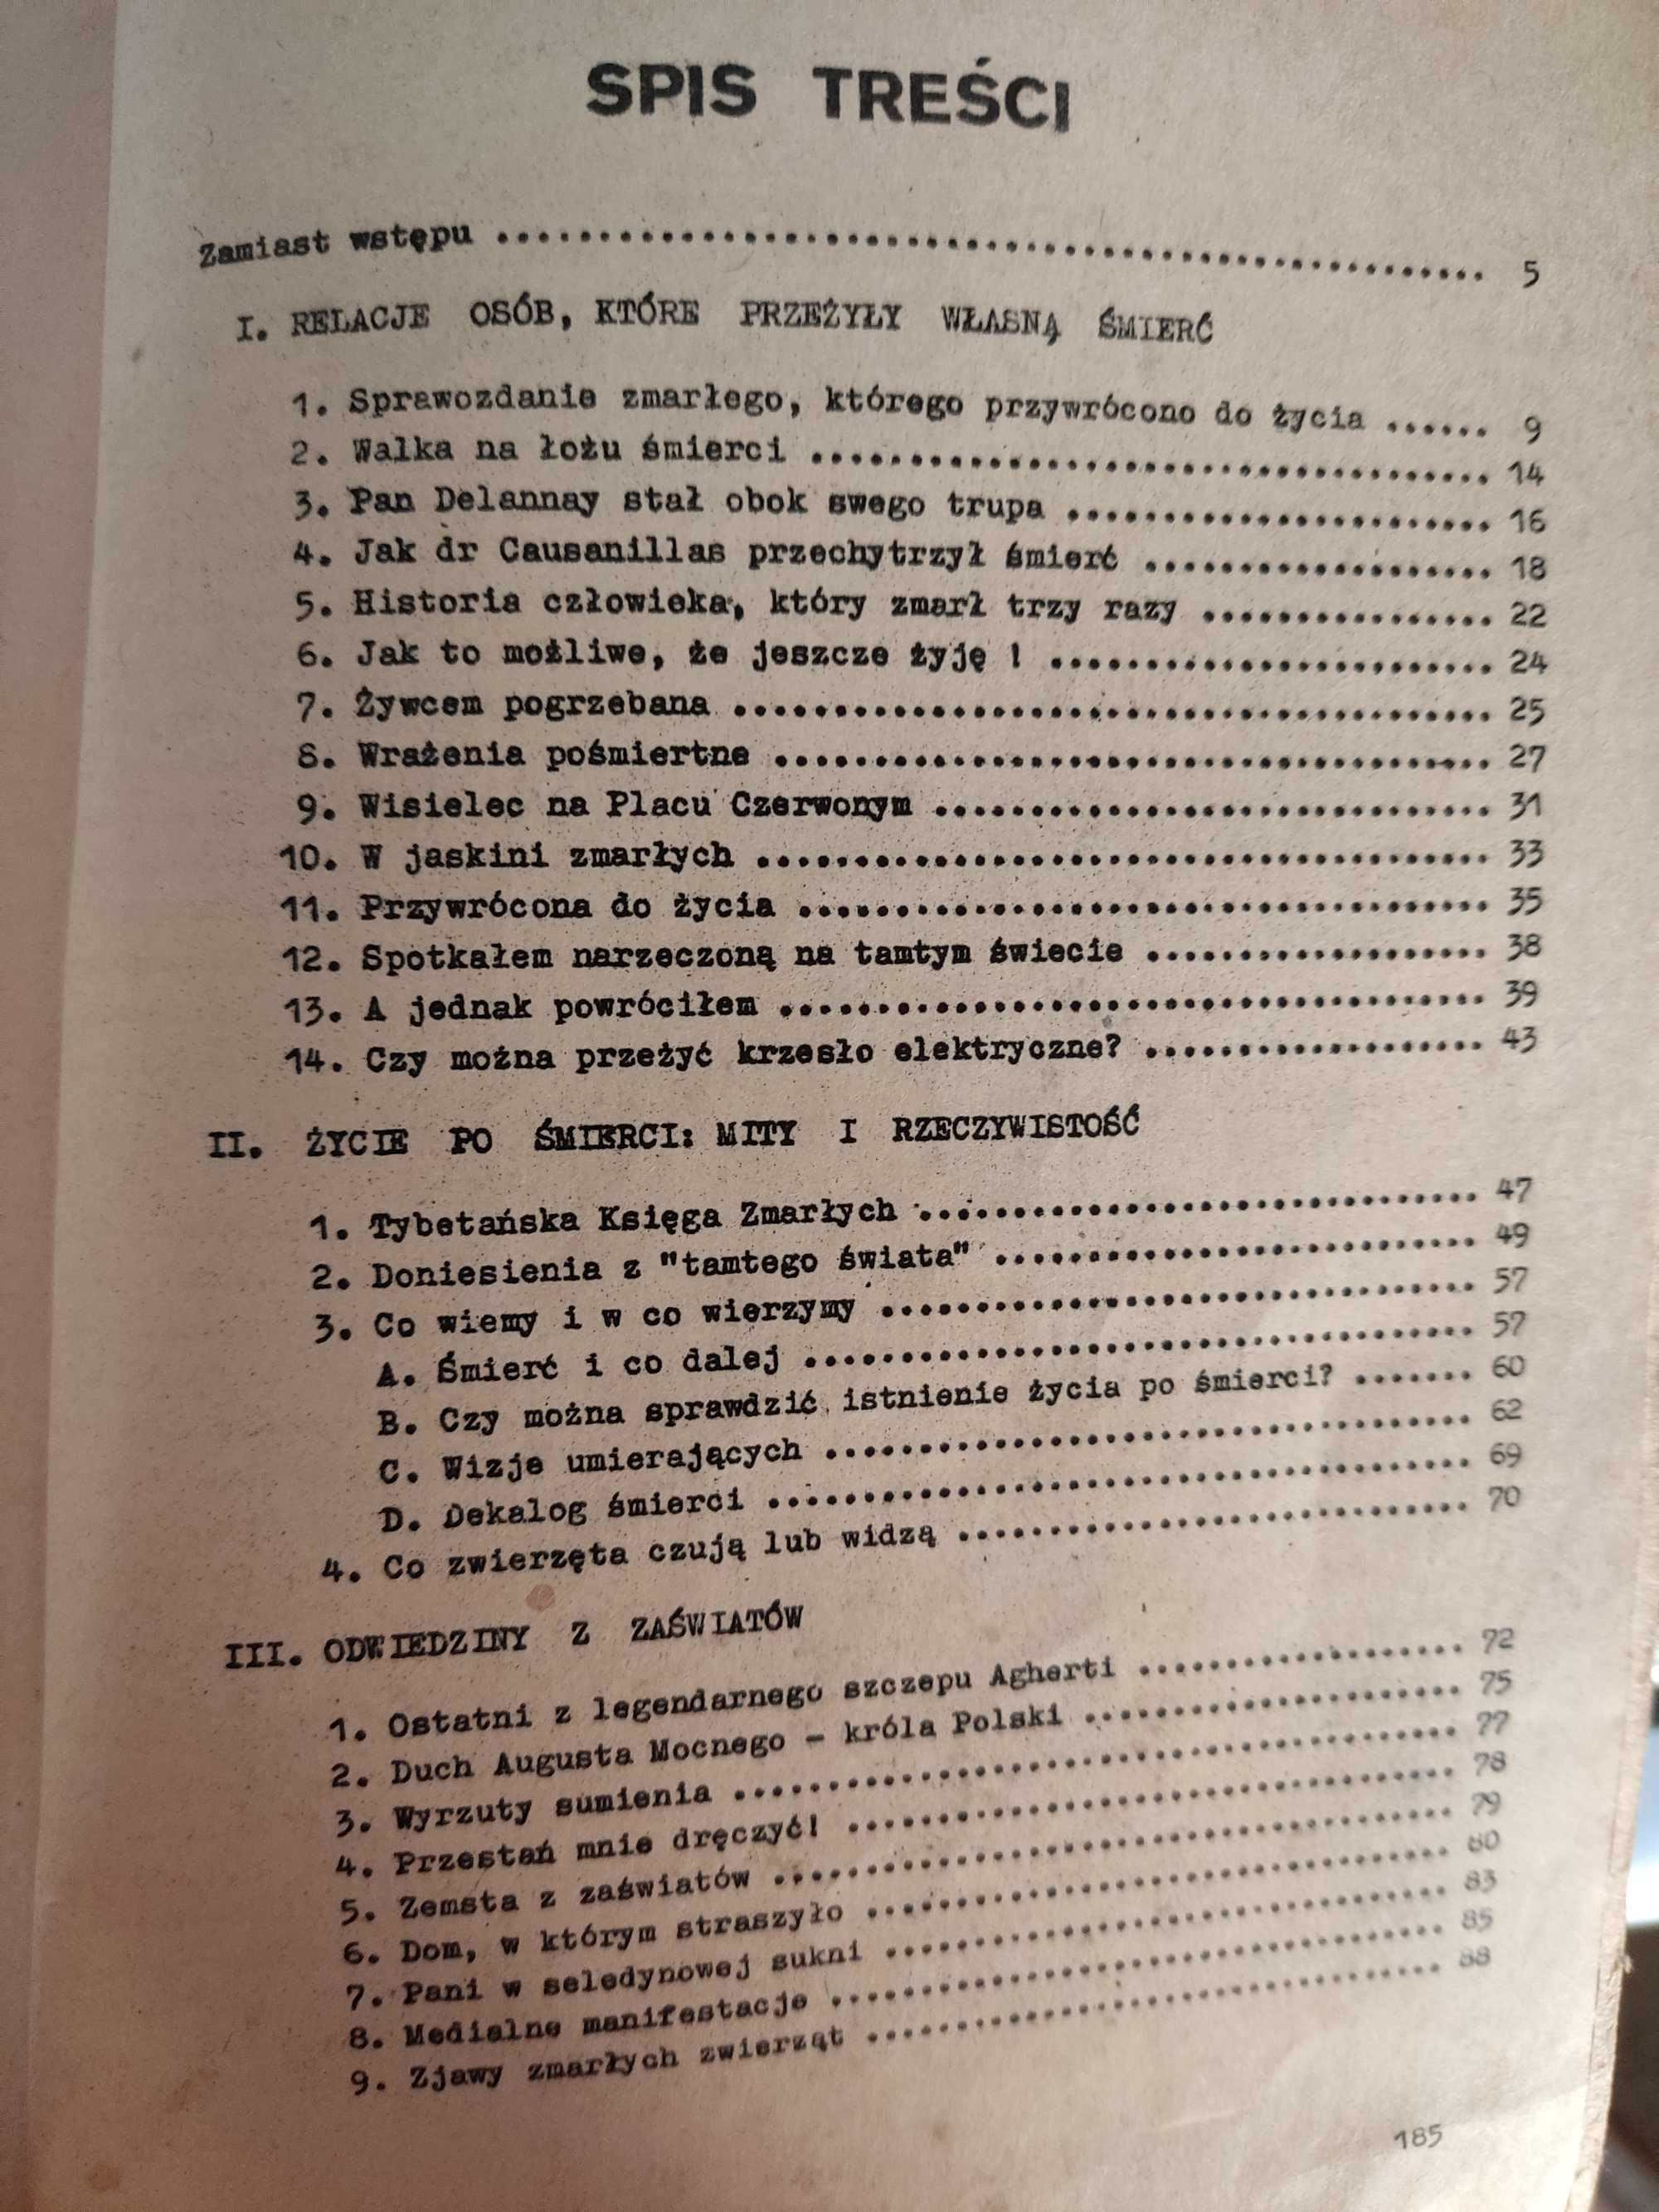 SPIS TREŚCI
Zamiast wstępu .................................................. 5
I. RELACJE OSÓB, KTÓRE PRZEŻYŁY WŁASNĄ ŚMIERĆ
1. Sprawozdanie zmarłego, którego przywrócono do życia ...... 9
2. Walka na łożu śmierci ................................... 14
3. Pan Delannay stał obok swego trupa ...................... 16
4. Jak dr Causanillas przechytrzył śmierć .................. 18
5. Historia człowieka, który zmarł trzy razy ............... 22
6. Jak to możliwe, że jeszcze żyję ! ....................... 24
7. Żywcem pogrzebana ....................................... 25
8. Wrażenia pośmiertne ..................................... 27
9. Wisielec na Placu Czerwonym ............................. 31
10. W jaskini zmarłych ...................................... 33
11. Przywrócona do życia .................................... 35
12. Spotkałem narzeczoną na tamtym świecie .................. 38
13. A jednak powróciłem ..................................... 39
14. Czy można przeżyć krzesło elektryczne? .................. 43
II. ŻYCIE PO ŚMIERCI: MITY I RZECZYWISTOŚĆ
1. Tybetańska Księga Zmarłych .............................. 47
2. Doniesienia z "tamtego świata" .......................... 49
3. Co wiemy i w co wierzymy ................................ 57
A. Śmierć i co dalej .................................... 57
B. Czy można sprawdzić istnienie życia po śmierci? ....... 60
C. Wizje umierających ................................... 62
D. Dekalog śmierci ...................................... 69
4. Co zwierzęta czują lub widzą ............................ 70
III. ODWIEDZINY Z ZAŚWIATÓW
1. Ostatni z legendarnego szczepu Agherti .................. 72
2. Duch Augusta Mocnego – króla Polski ..................... 75
3. Wyrzuty sumienia ........................................ 77
4. Przestań mnie dręczyć! .................................. 78
5. Zemsta z zaświatów ...................................... 79
6. Dom, w którym straszyło ................................. 80
7. Pani w seledynowej sukni ................................ 83
8. Medialne manifestacje ................................... 85
9. Zjawy zmarłych zwierząt ................................. 88
185